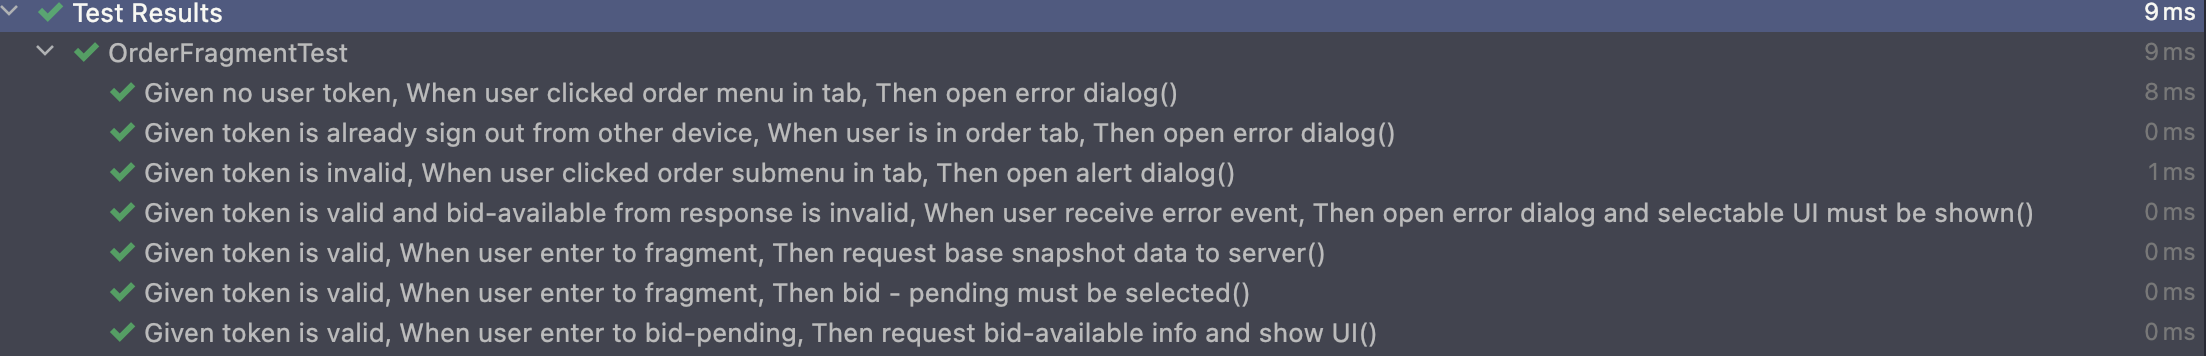 Test Results 9 ms
OrderFragmentTest 9 ms
Given no user token, When user clicked order menu in tab, Then open error dialog() 8 ms
Given token is already sign out from other device, When user is in order tab, Then open error dialog() 0 ms
Given token is invalid, When user clicked order submenu in tab, Then open alert dialog() 1 ms
Given token is valid and bid-available from response is invalid, When user receive error event, Then open error dialog and selectable UI must be shown() 0 ms
Given token is valid, When user enter to fragment, Then request base snapshot data to server() 0 ms
Given token is valid, When user enter to fragment, Then bid - pending must be selected() 0 ms
Given token is valid, When user enter to bid-pending, Then request bid-available info and show UI() 0 ms